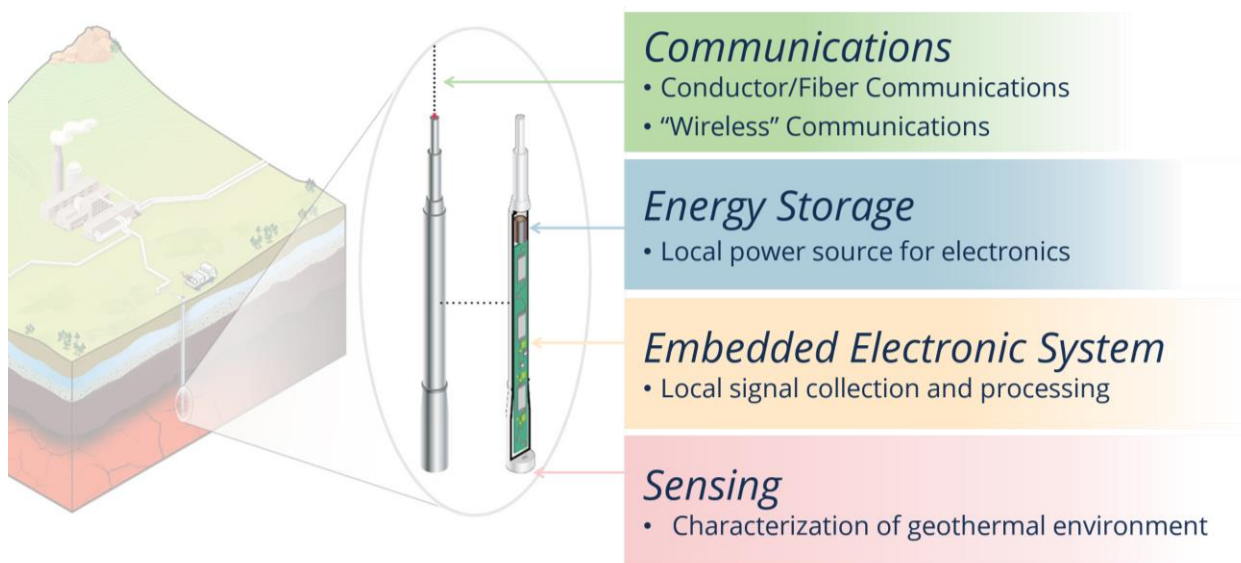 Communications
• Conductor/Fiber Communications
• “Wireless” Communications
Energy Storage
• Local power source for electronics
Embedded Electronic System
• Local signal collection and processing
Sensing
• Characterization of geothermal environment